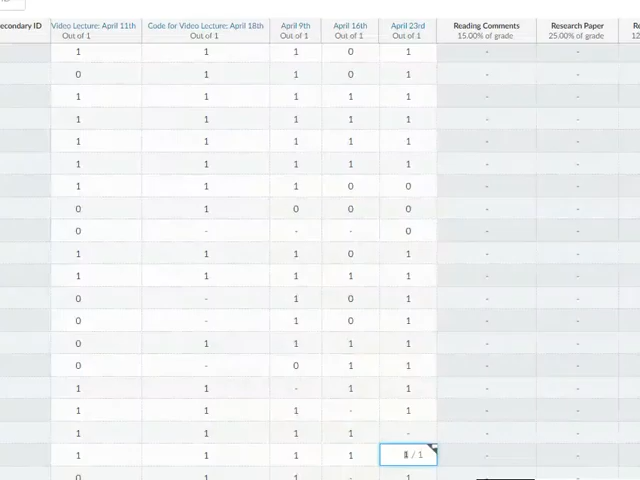 econdary ID Video Lecture: April 11th Code for Video Lecture: April 18th April 9th April 16th April 23rd Reading Comments Research Paper Re
Out of 1 Out of 1 Out of 1 Out of 1 Out of 1 15.00% of grade 25.00% of grade 12
1 1 1 0 1 - -
0 1 1 0 1 - -
1 1 1 1 1 - -
1 1 1 1 1 - -
1 1 1 1 1 - -
1 1 1 1 1 - -
1 1 1 0 0 - -
0 1 0 0 0 - -
0 - - - 0 - -
1 1 1 0 1 - -
1 1 1 1 1 - -
0 - 1 0 1 - -
0 - 1 0 1 - -
0 1 1 1 1 - -
0 - 0 1 1 - -
1 1 - 1 1 - -
1 1 1 - 1 - -
1 1 1 1 - - -
1 1 1 1 / 1 - -
0 1 1 - 1